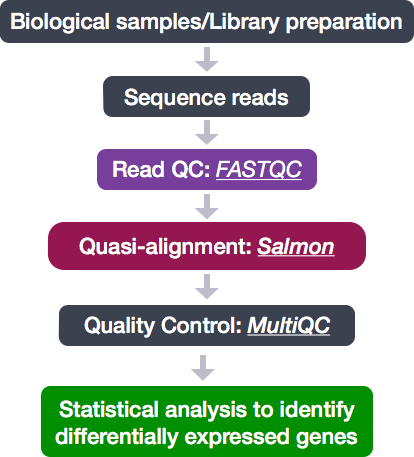 Biological samples/Library preparation
Sequence reads
Read QC: FASTQC
Quasi-alignment: Salmon
Quality Control: MultiQC
Statistical analysis to identify
differentially expressed genes